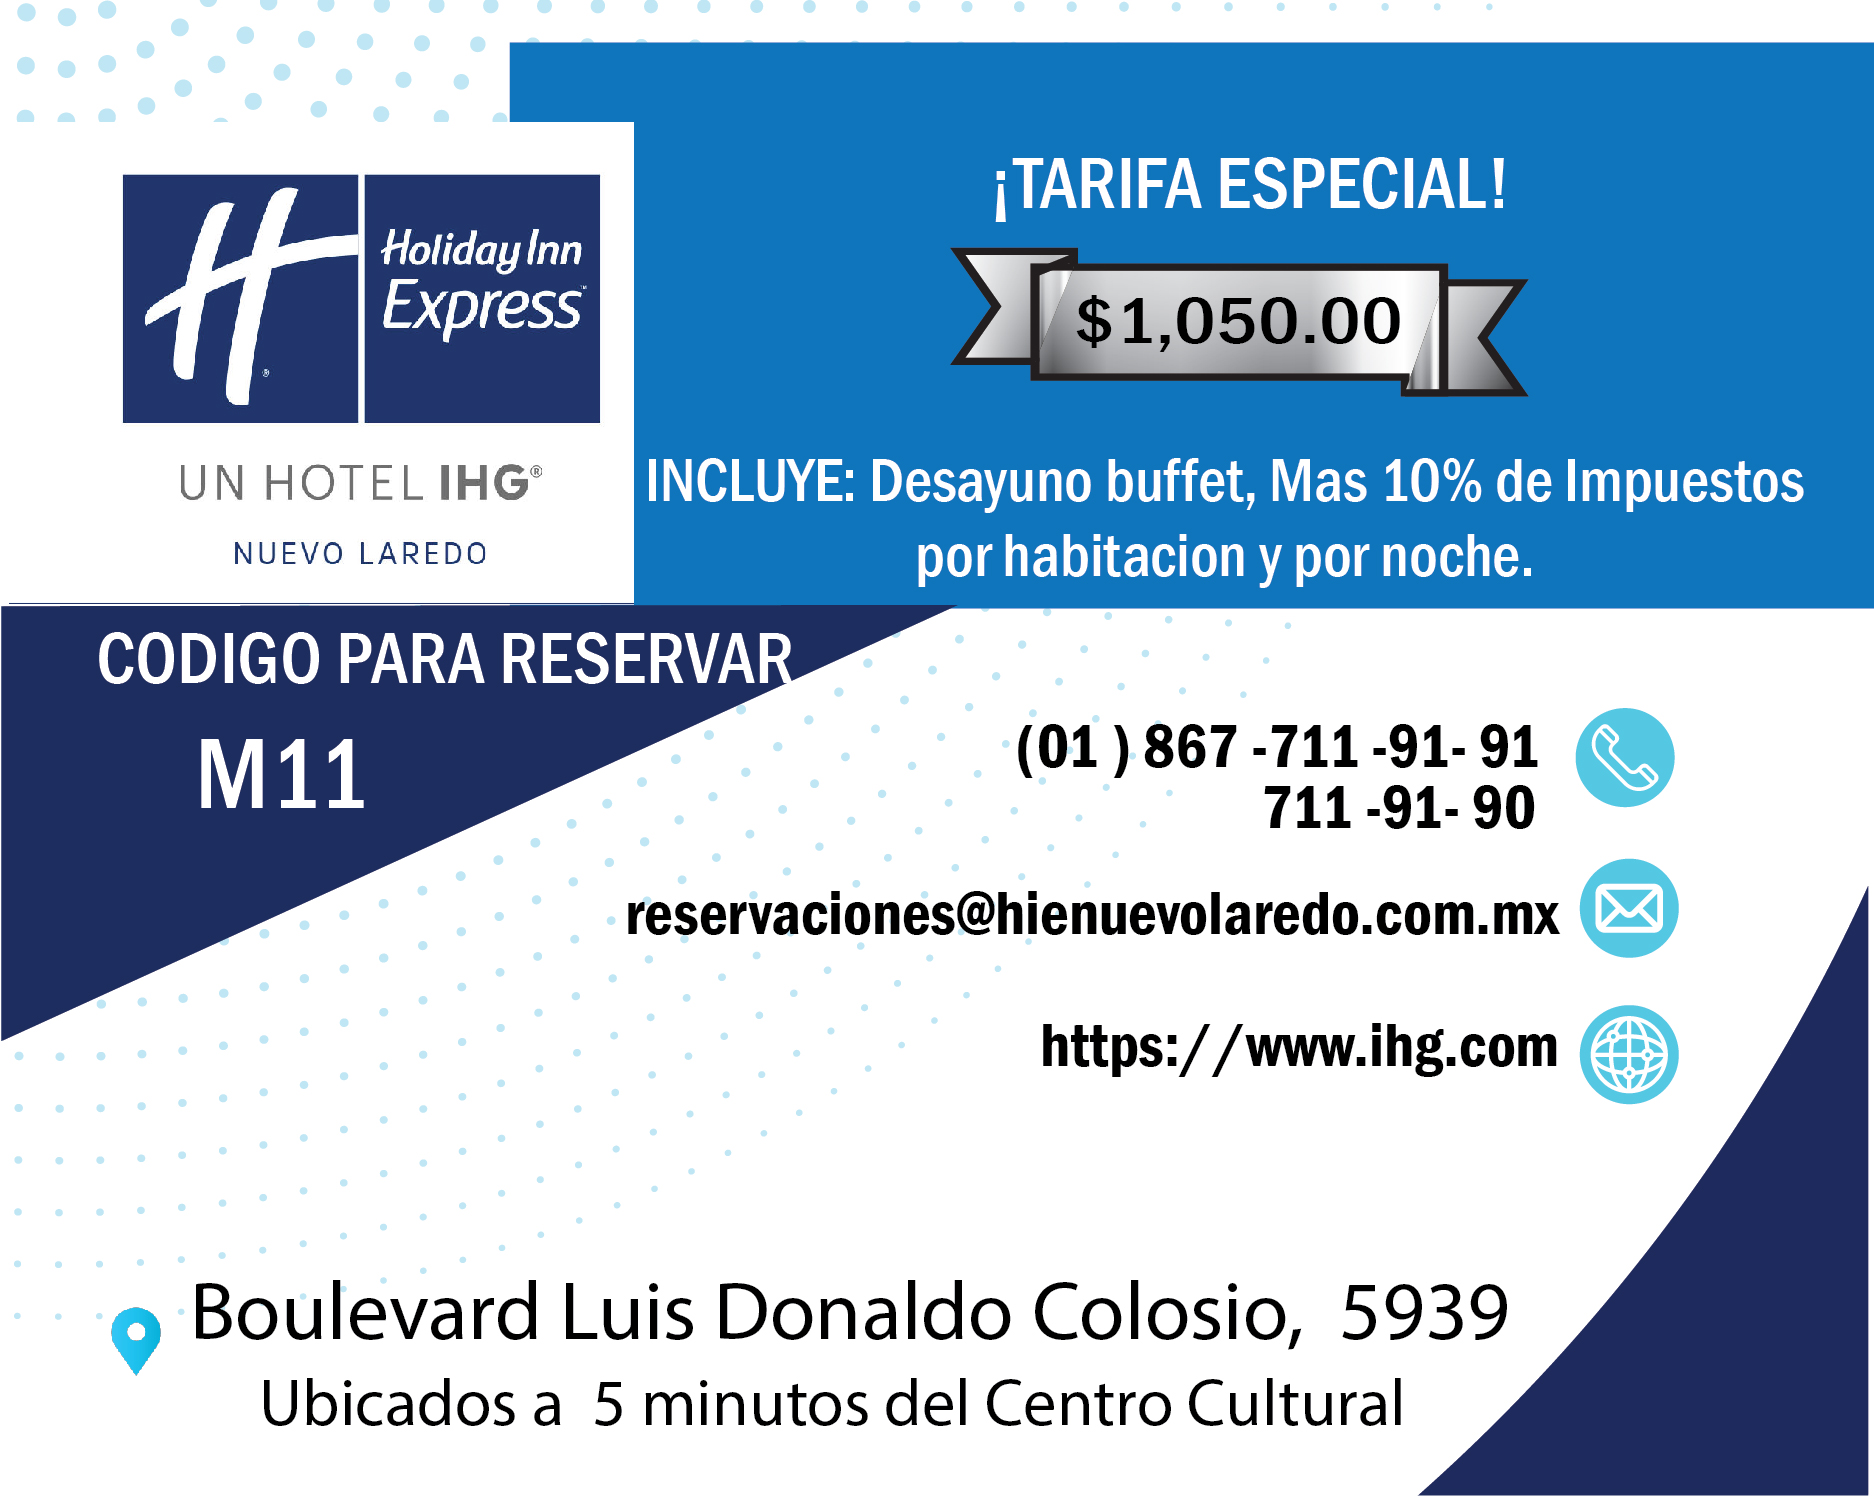 Holiday Inn
Express™
®
UN HOTEL IHG®
NUEVO LAREDO
¡TARIFA ESPECIAL!
$1,050.00
INCLUYE: Desayuno buffet, Mas 10% de Impuestos
por habitacion y por noche.
CODIGO PARA RESERVAR
M11
(01 ) 867 -711 -91- 91
711 -91- 90
reservaciones@hienuevolaredo.com.mx
https://www.ihg.com
Boulevard Luis Donaldo Colosio, 5939
Ubicados a 5 minutos del Centro Cultural